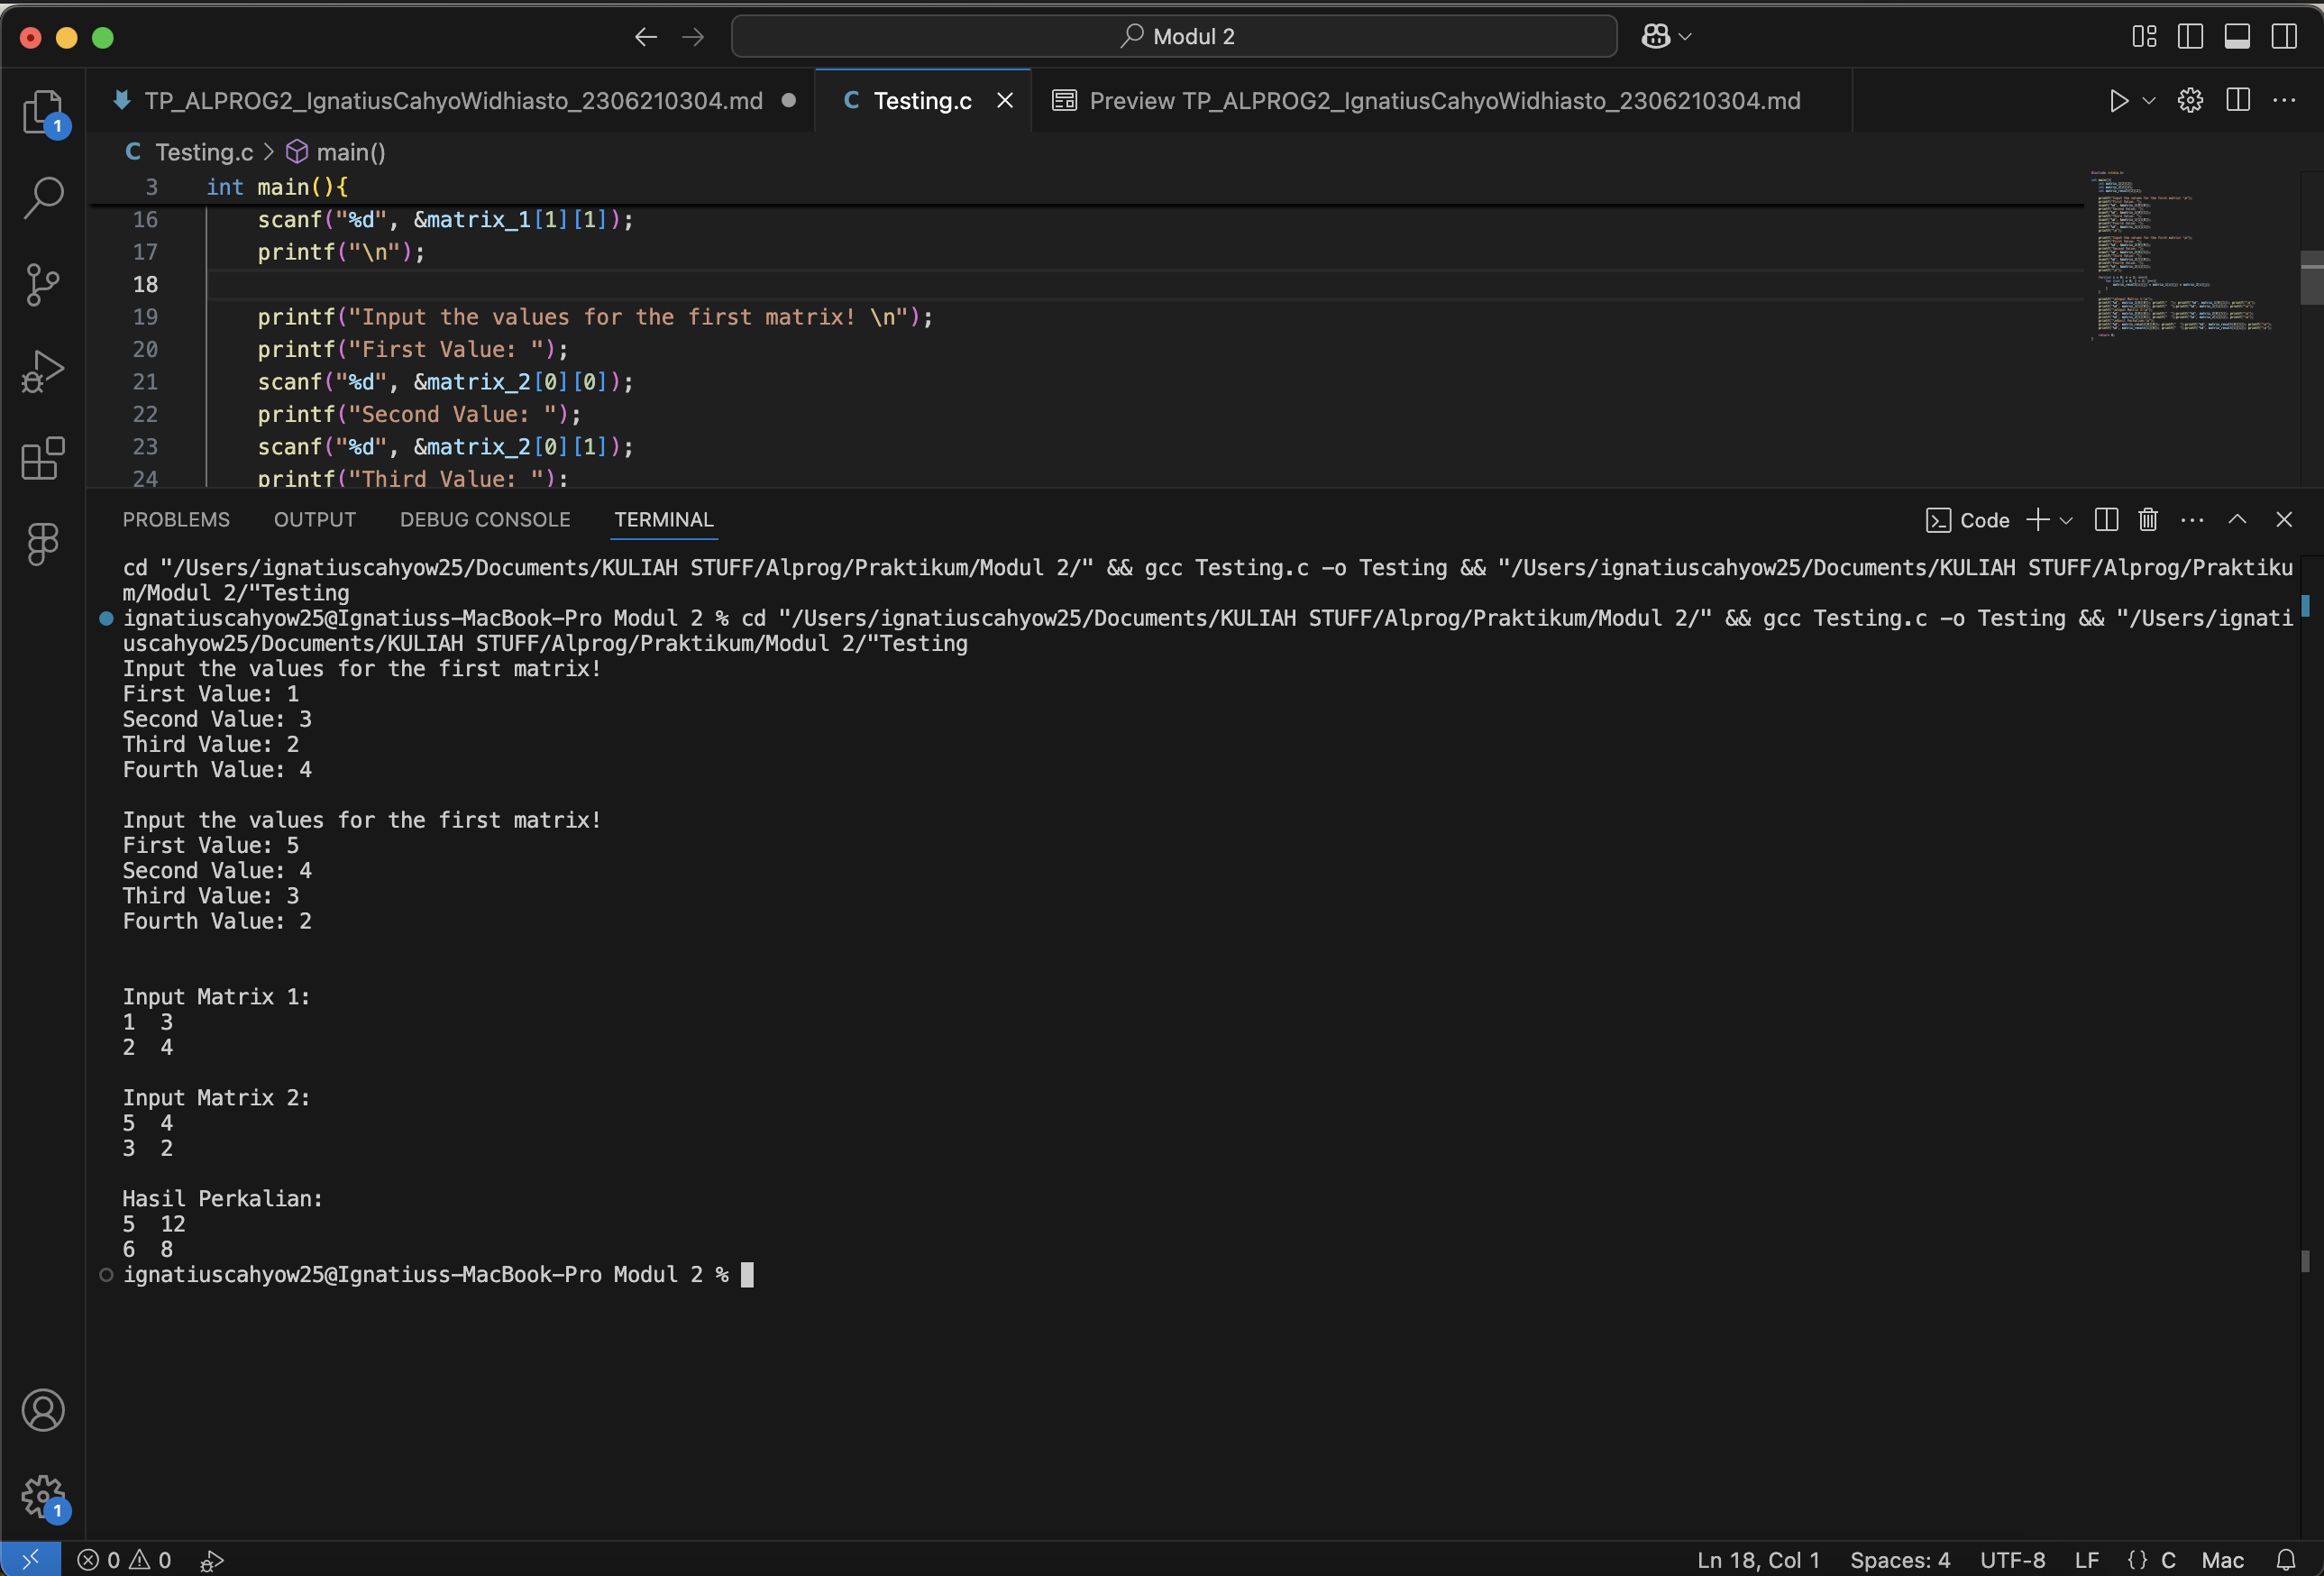 Modul 2
TP_ALPROG2_IgnatiusCahyoWidhiasto_2306210304.md
C Testing.c
Preview TP_ALPROG2_IgnatiusCahyoWidhiasto_2306210304.md
1
C Testing.c > main()
3 int main(){
16 scanf("%d", &matrix_1[1][1]);
17 printf("\n");
18
19 printf("Input the values for the first matrix! \n");
20 printf("First Value: ");
21 scanf("%d", &matrix_2[0][0]);
22 printf("Second Value: ");
23 scanf("%d", &matrix_2[0][1]);
24 printf("Third Value: ");
PROBLEMS OUTPUT DEBUG CONSOLE TERMINAL
Code
cd "/Users/ignatiuscahyow25/Documents/KULIAH STUFF/Alprog/Praktikum/Modul 2/" && gcc Testing.c -o Testing && "/Users/ignatiuscahyow25/Documents/KULIAH STUFF/Alprog/Praktiku
m/Modul 2/"Testing
ignatiuscahyow25@Ignatiuss-MacBook-Pro Modul 2 % cd "/Users/ignatiuscahyow25/Documents/KULIAH STUFF/Alprog/Praktikum/Modul 2/" && gcc Testing.c -o Testing && "/Users/ignati
uscahyow25/Documents/KULIAH STUFF/Alprog/Praktikum/Modul 2/"Testing
Input the values for the first matrix!
First Value: 1
Second Value: 3
Third Value: 2
Fourth Value: 4
Input the values for the first matrix!
First Value: 5
Second Value: 4
Third Value: 3
Fourth Value: 2
Input Matrix 1:
1 3
2 4
Input Matrix 2:
5 4
3 2
Hasil Perkalian:
5 12
6 8
ignatiuscahyow25@Ignatiuss-MacBook-Pro Modul 2 %
1
0 0
Ln 18, Col 1 Spaces: 4 UTF-8 LF {} C Mac